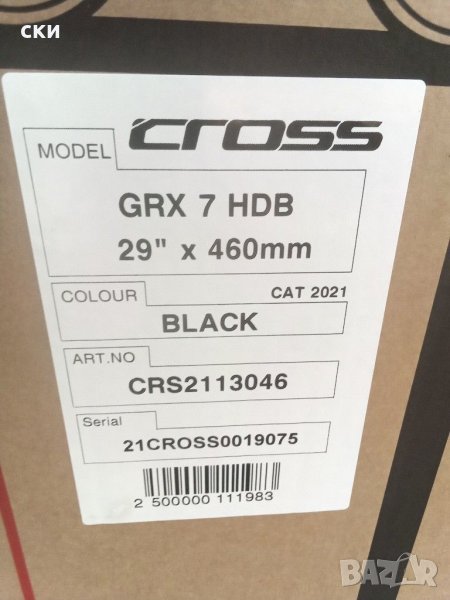 ски
MODEL
CROSS
GRX 7 HDB
29" x 460mm
COLOUR
CAT 2021
BLACK
ART.NO
CRS2113046
Serial
21CROSS0019075
2 500000 111983
BAZAR